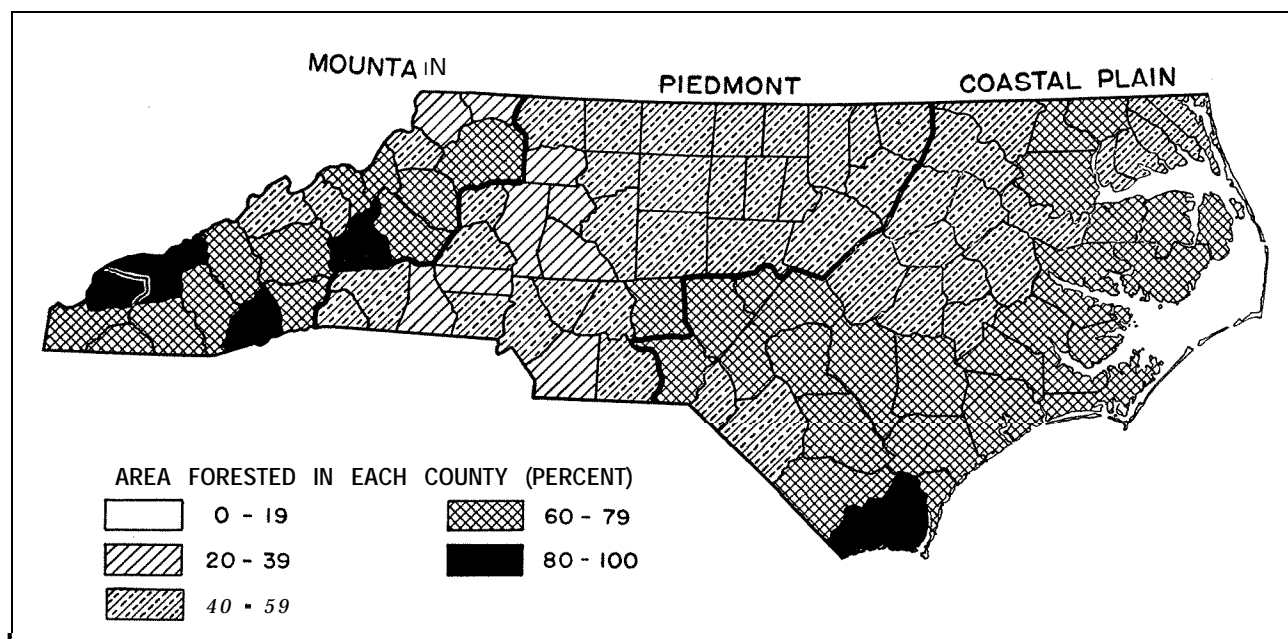 MOUNTAIN
PIEDMONT
COASTAL PLAIN
AREA FORESTED IN EACH COUNTY (PERCENT)
0 - 19
20 - 39
40 - 59
60 - 79
80 - 100